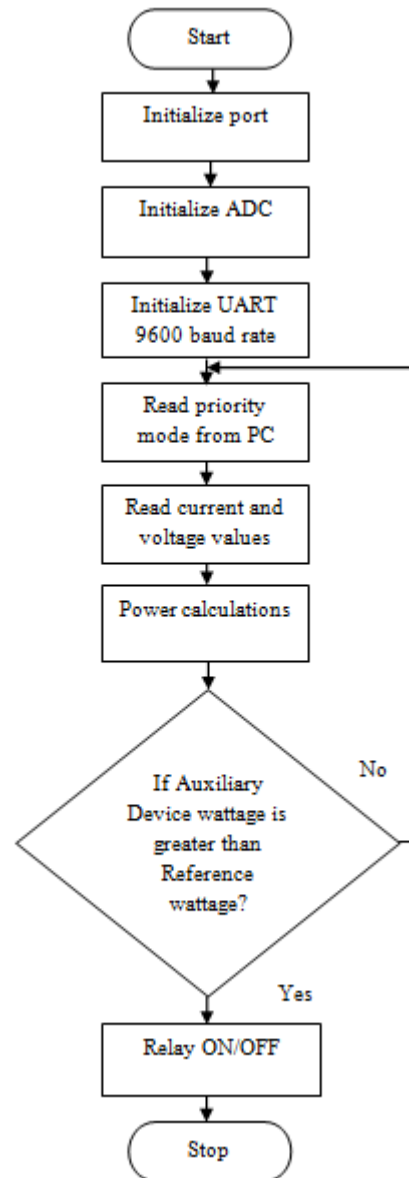 Start
Initialize port
Initialize ADC
Initialize UART
9600 baud rate
Read priority
mode from PC
Read current and
voltage values
Power calculations
If Auxiliary
Device wattage is
greater than
Reference
wattage?
No
Yes
Relay ON/OFF
Stop